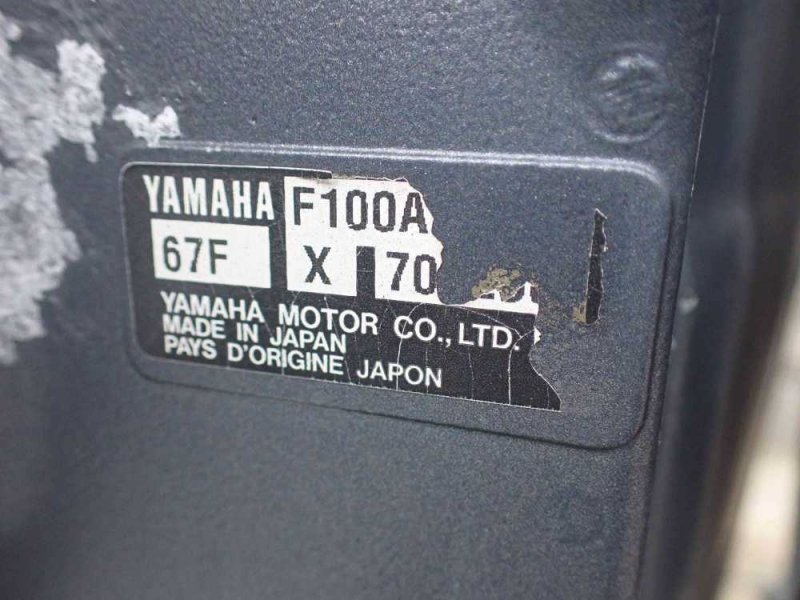 YAMAHA F100A
67F X 70
YAMAHA MOTOR CO., LTD.
MADE IN JAPAN
PAYS D'ORIGINE JAPON